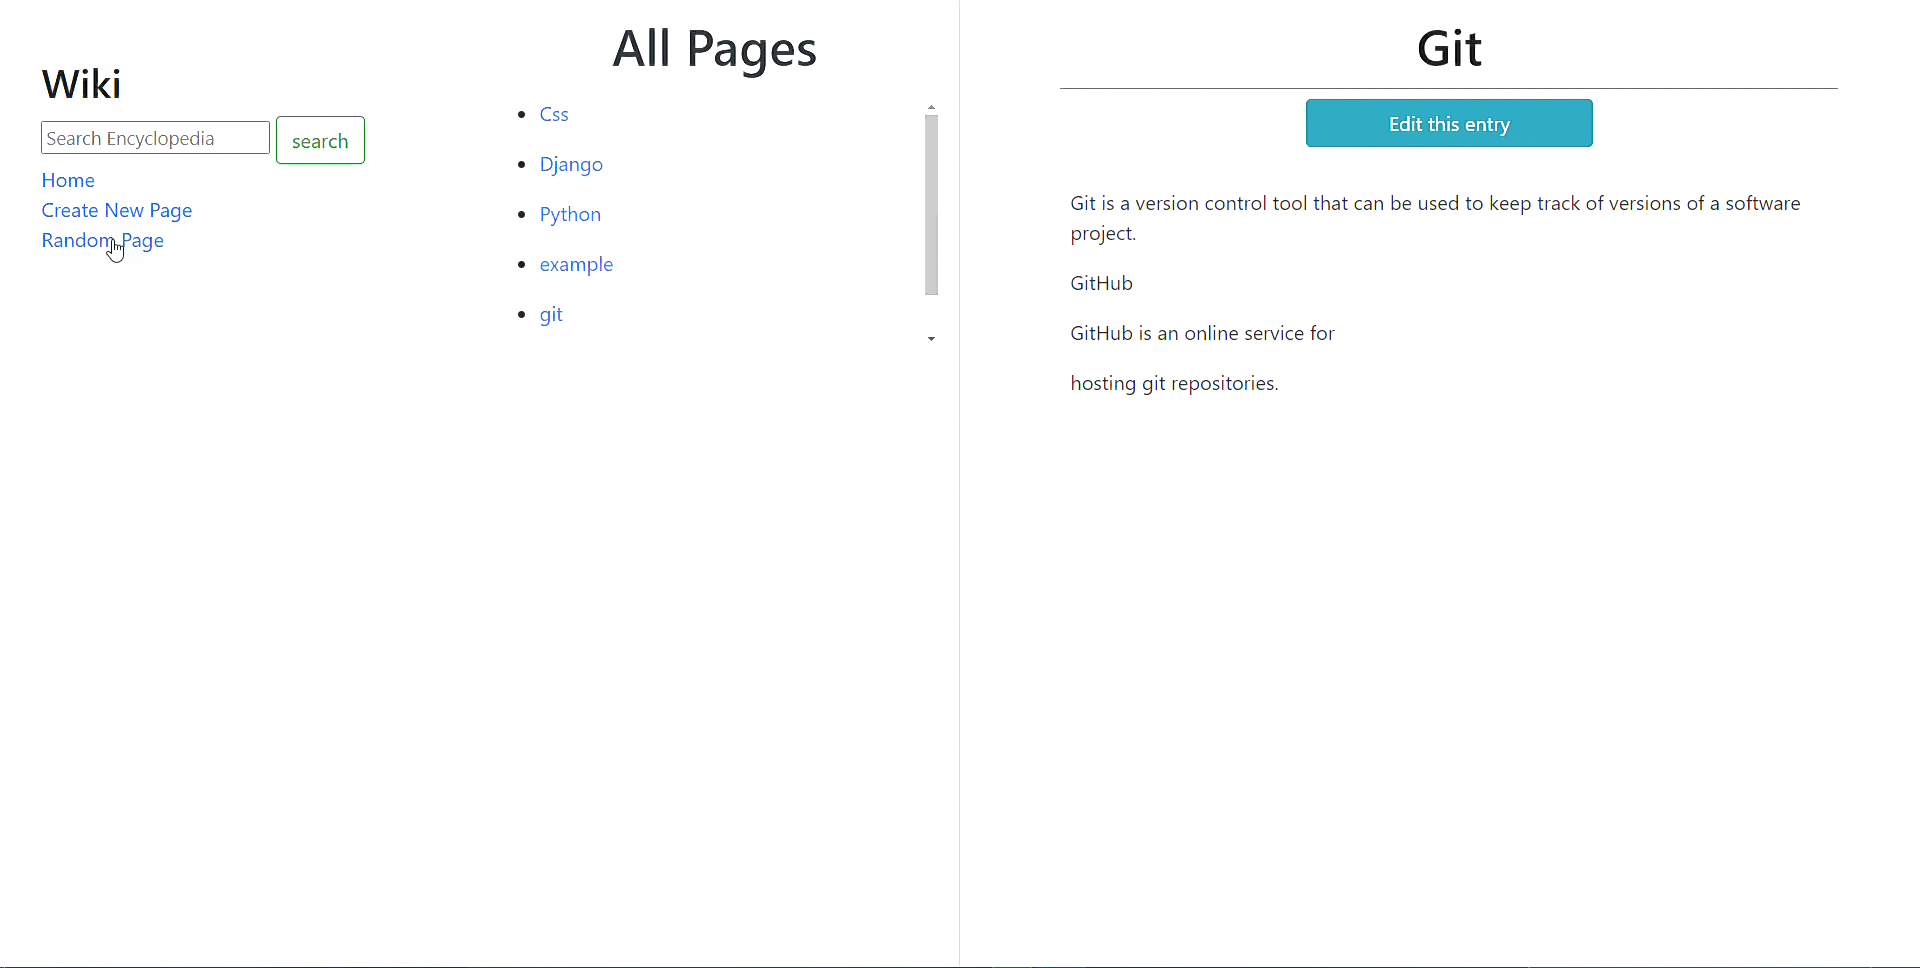 Wiki
Search Encyclopedia
search
Home
Create New Page
Random Page
All Pages
Css
Django
Python
example
git
Git
Edit this entry
Git is a version control tool that can be used to keep track of versions of a software
project.
GitHub
GitHub is an online service for
hosting git repositories.